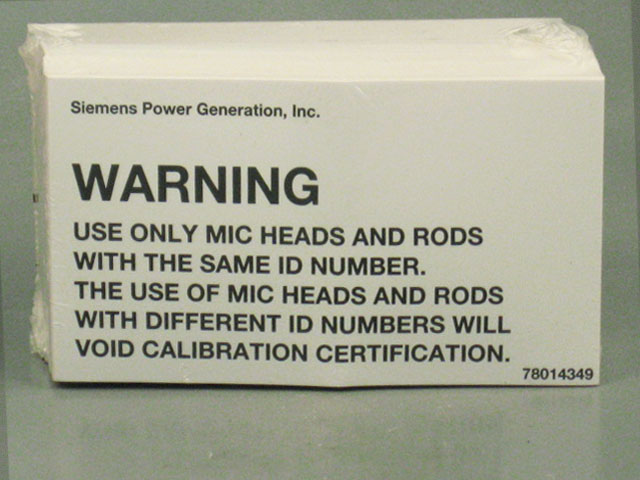 Siemens Power Generation, Inc.
WARNING
USE ONLY MIC HEADS AND RODS
WITH THE SAME ID NUMBER.
THE USE OF MIC HEADS AND RODS
WITH DIFFERENT ID NUMBERS WILL
VOID CALIBRATION CERTIFICATION.
78014349